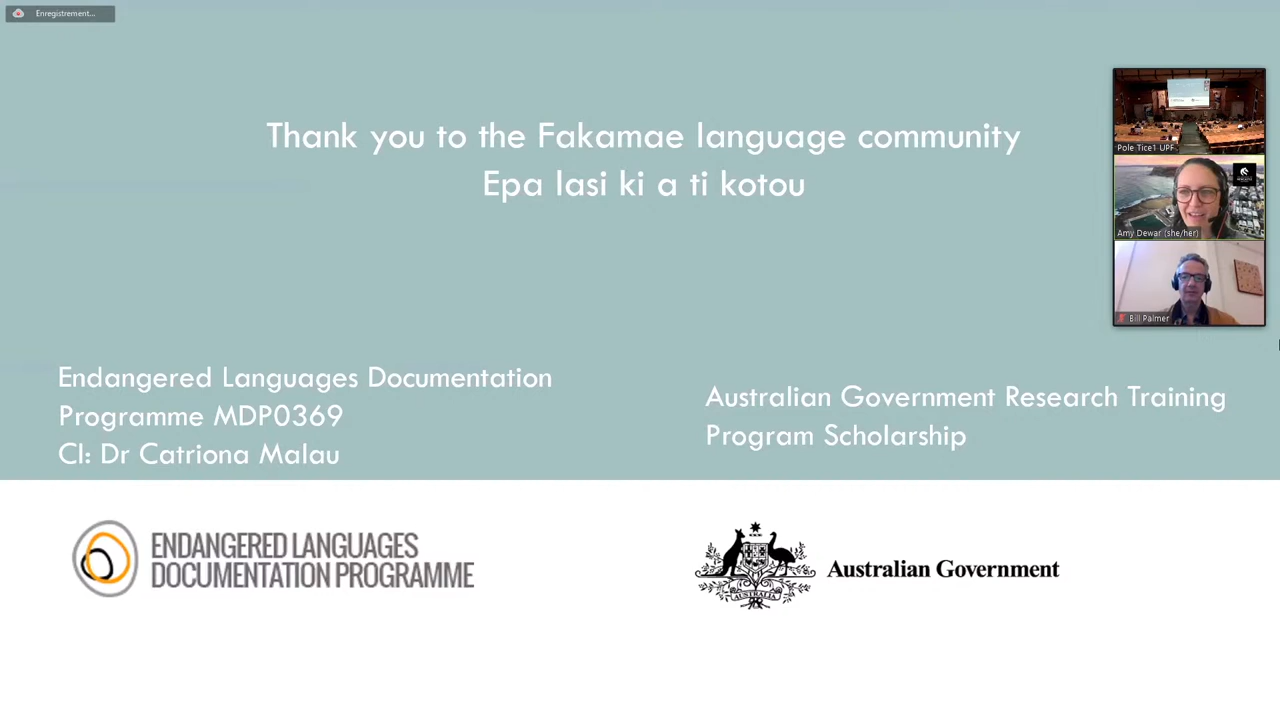 Enregistrement...
Thank you to the Fakamae language community
Epa lasi ki a ti kotou
Pole Tice1 UPF
Amy Dewar (she/her)
Bill Palmer
Endangered Languages Documentation
Programme MDP0369
CI: Dr Catriona Malau
Australian Government Research Training
Program Scholarship
ENDANGERED LANGUAGES
DOCUMENTATION PROGRAMME
AUSTRALIA
Australian Government